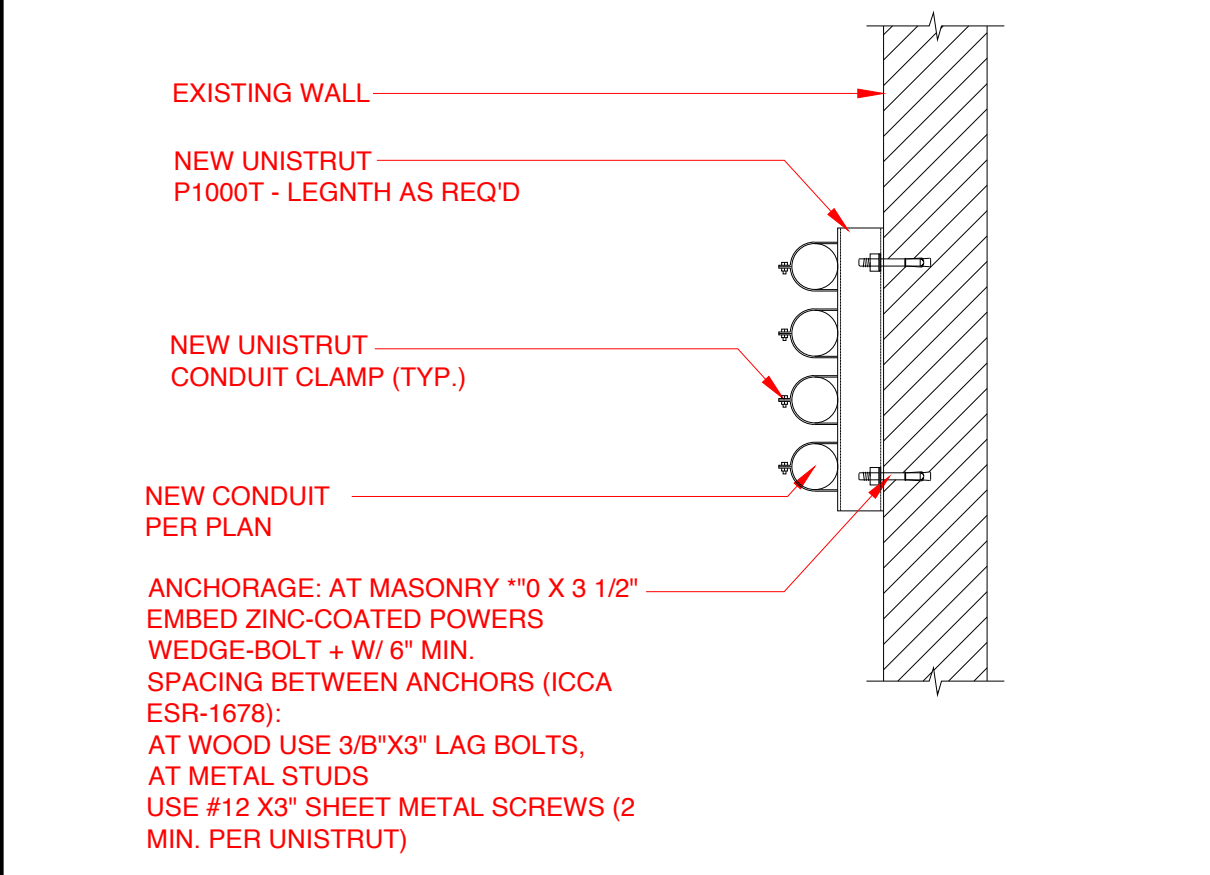 EXISTING WALL
NEW UNISTRUT
P1000T - LEGNTH AS REQ'D
NEW UNISTRUT
CONDUIT CLAMP (TYP.)
NEW CONDUIT
PER PLAN
ANCHORAGE: AT MASONRY *"0 X 3 1/2"
EMBED ZINC-COATED POWERS
WEDGE-BOLT + W/ 6" MIN.
SPACING BETWEEN ANCHORS (ICCA
ESR-1678):
AT WOOD USE 3/B"X3" LAG BOLTS,
AT METAL STUDS
USE #12 X3" SHEET METAL SCREWS (2
MIN. PER UNISTRUT)